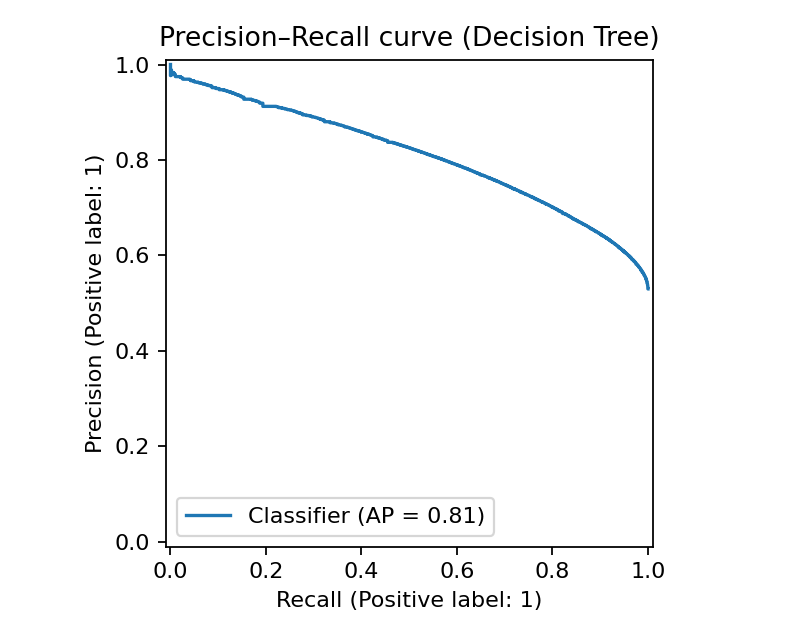 Precision–Recall curve (Decision Tree)
Precision (Positive label: 1)
1.0
0.8
0.6
0.4
0.2
0.0
Classifier (AP = 0.81)
0.0 0.2 0.4 0.6 0.8 1.0
Recall (Positive label: 1)